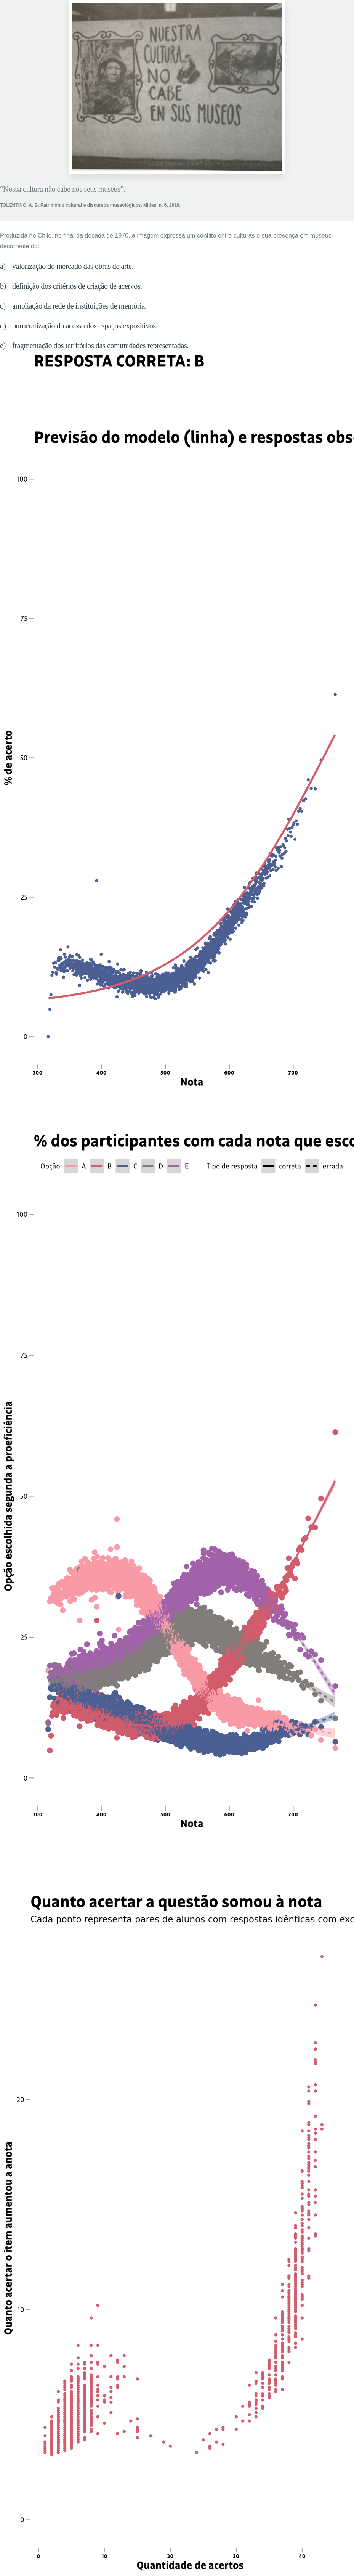 NUESTRA
CULTURA
NO
CABE
EN SUS MUSEOS
"Nossa cultura não cabe nos seus museus".
TOLENTINO, A. B. Patrimônio cultural e discursos museológicos. Midas, n. 6, 2016.
Produzida no Chile, no final da década de 1970, a imagem expressa um conflito entre culturas e sua presença em museus
decorrente da:
a) valorização do mercado das obras de arte.
b) definição dos critérios de criação de acervos.
c) ampliação da rede de instituições de memória.
d) burocratização do acesso dos espaços expositivos.
e) fragmentação dos territórios das comunidades representadas.
RESPOSTA CORRETA: B
Previsão do modelo (linha) e respostas obs
100
75
50
25
0
% de acerto
300 400 500 600 700
Nota
% dos participantes com cada nota que esco
Opção A B C D E Tipo de resposta correta errada
100
75
50
25
0
Opção escolhida segunda a proeficiência
300 400 500 600 700
Nota
Quanto acertar a questão somou à nota
Cada ponto representa pares de alunos com respostas idênticas com exc
20
10
0
Quanto acertar o item aumentou a anota
0 10 20 30 40
Quantidade de acertos